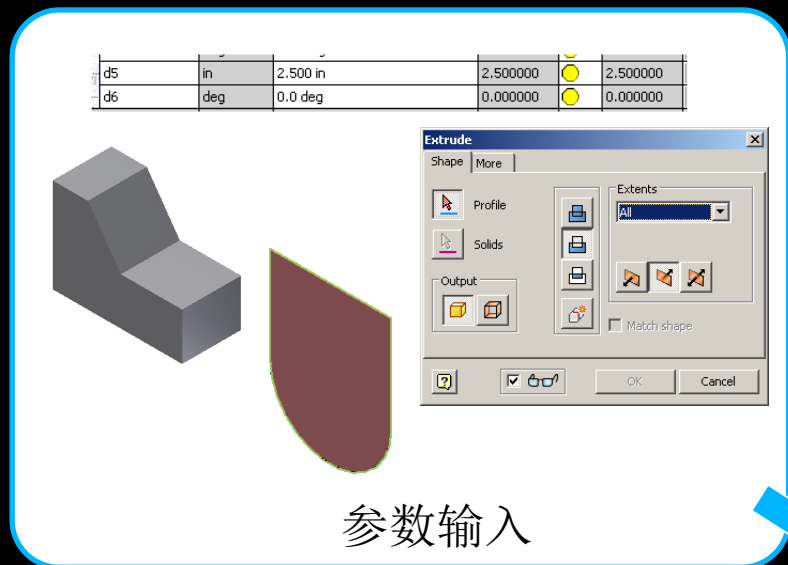 d5 in 2.500 in 2.500000 2.500000
d6 deg 0.0 deg 0.000000 0.000000
Extrude
Shape More
Profile
Solids
Output
Extents
All
Match shape
OK Cancel
参数输入